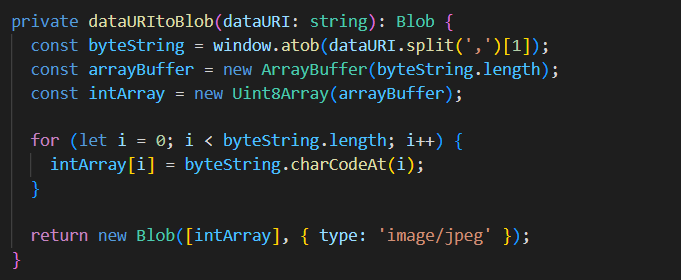 private dataURItoBlob(dataURI: string): Blob {
  const byteString = window.atob(dataURI.split(',')[1]);
  const arrayBuffer = new ArrayBuffer(byteString.length);
  const intArray = new Uint8Array(arrayBuffer);

  for (let i = 0; i < byteString.length; i++) {
    intArray[i] = byteString.charCodeAt(i);
  }

  return new Blob([intArray], { type: 'image/jpeg' });
}